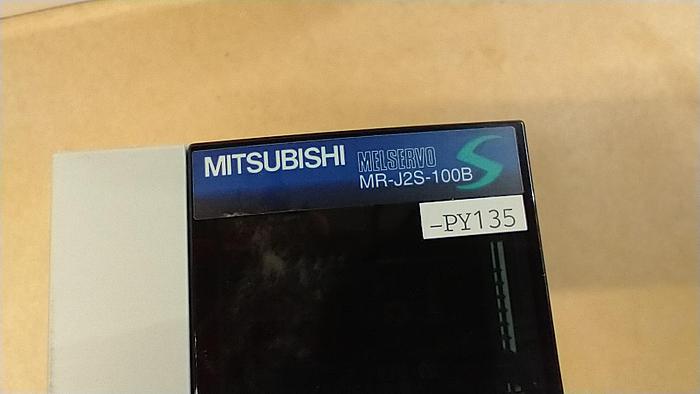 MITSUBISHI MELSERVO S
MR-J2S-100B
-PY135